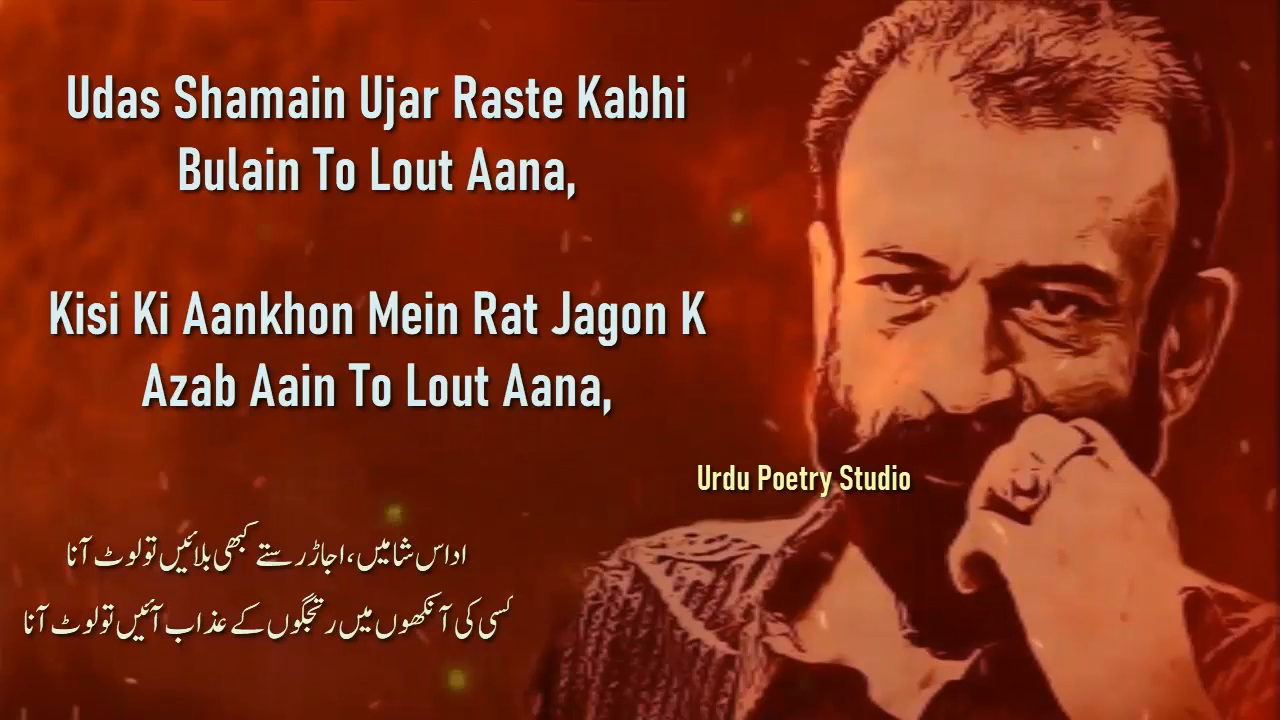 Udas Shamain Ujar Raste Kabhi
Bulain To Lout Aana,
Kisi Ki Aankhon Mein Rat Jagon K
Azab Aain To Lout Aana,
Urdu Poetry Studio
اداس شامیں، اجاڑ رستے کبھی بلائیں تو لوٹ آنا
کسی کی آنکھوں میں رتجگوں کے عذاب آئیں تو لوٹ آنا